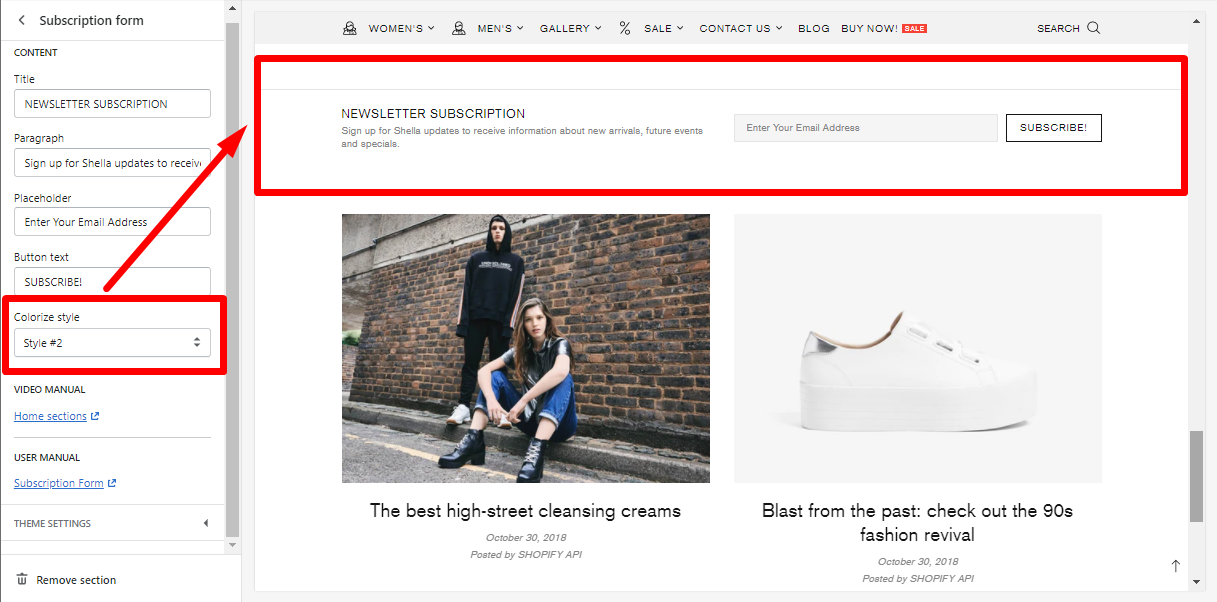 Subscription form
CONTENT
Title
NEWSLETTER SUBSCRIPTION
Paragraph
Sign up for Shella updates to receive
Placeholder
Enter Your Email Address
Button text
SUBSCRIBE!
Colorize style
Style #2
VIDEO MANUAL
Home sections
USER MANUAL
Subscription Form
THEME SETTINGS
Remove section
WOMEN'S MEN'S GALLERY SALE CONTACT US BLOG BUY NOW! SALE SEARCH
NEWSLETTER SUBSCRIPTION
Sign up for Shella updates to receive information about new arrivals, future events
and specials.
Enter Your Email Address
SUBSCRIBE!
The best high-street cleansing creams
October 30, 2018
Posted by SHOPIFY API
Blast from the past: check out the 90s
fashion revival
October 30, 2018
Posted by SHOPIFY API